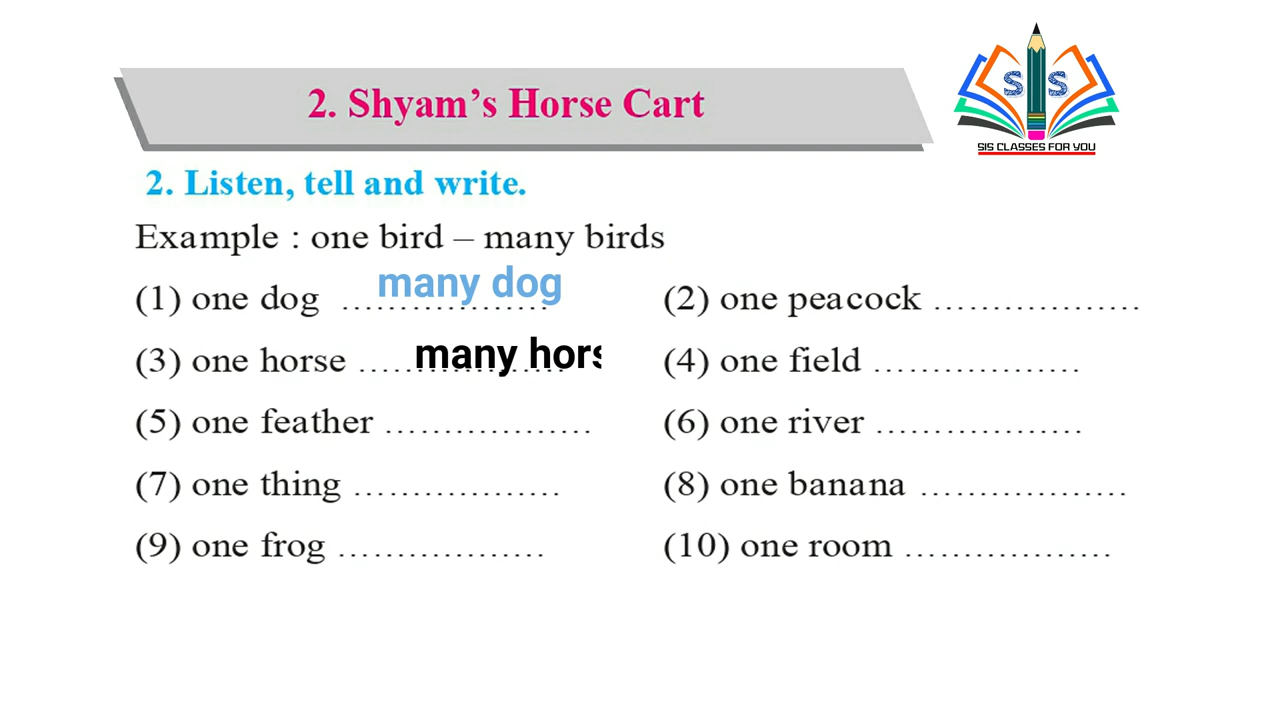 S S
SIS CLASSES FOR YOU
2. Shyam's Horse Cart
2. Listen, tell and write.
Example : one bird – many birds
(1) one dog .................. many dog
(2) one peacock ..................
(3) one horse .................. many hors
(4) one field ..................
(5) one feather ..................
(6) one river ..................
(7) one thing ..................
(8) one banana ..................
(9) one frog ..................
(10) one room ..................